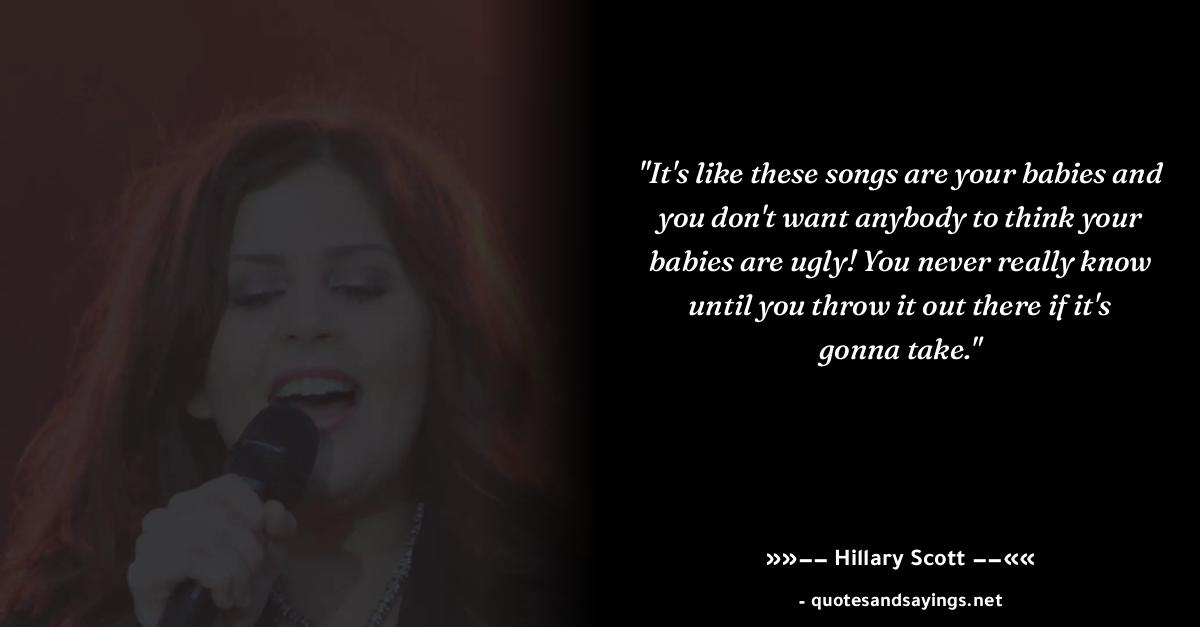 "It's like these songs are your babies and
you don't want anybody to think your
babies are ugly! You never really know
until you throw it out there if it's
gonna take."
»»−− Hillary Scott −−««
- quotesandsayings.net